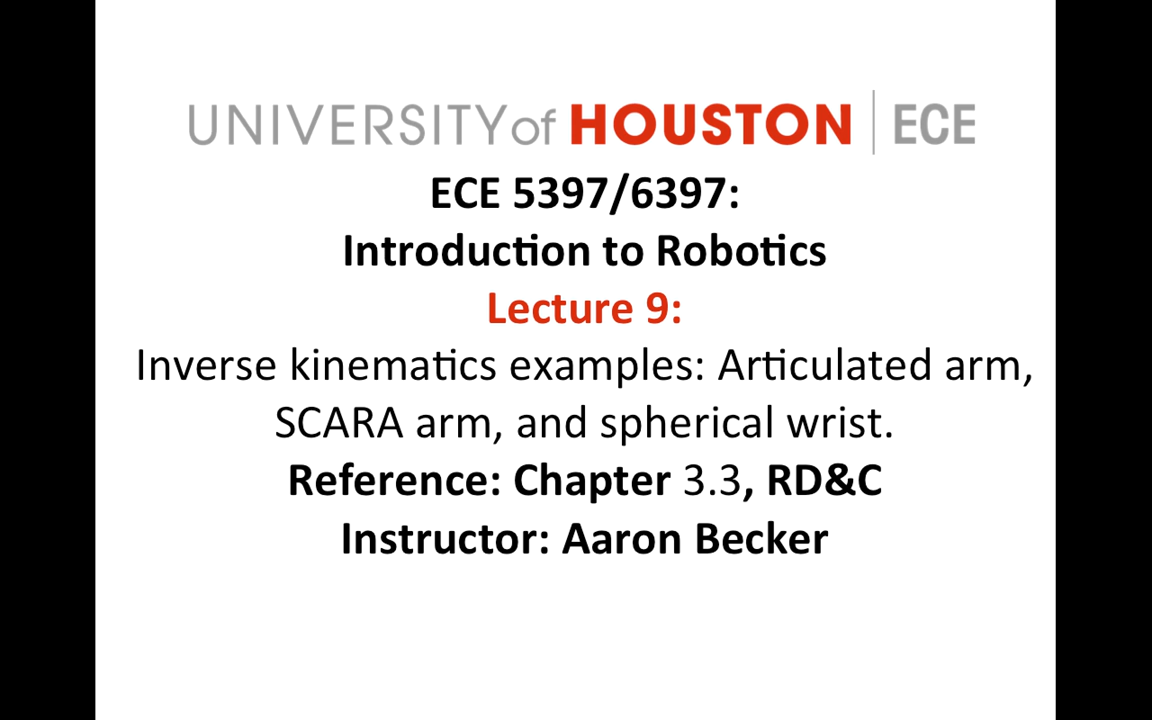 UNIVERSITY of HOUSTON | ECE
ECE 5397/6397:
Introduction to Robotics
Lecture 9:
Inverse kinematics examples: Articulated arm,
SCARA arm, and spherical wrist.
Reference: Chapter 3.3, RD&C
Instructor: Aaron Becker